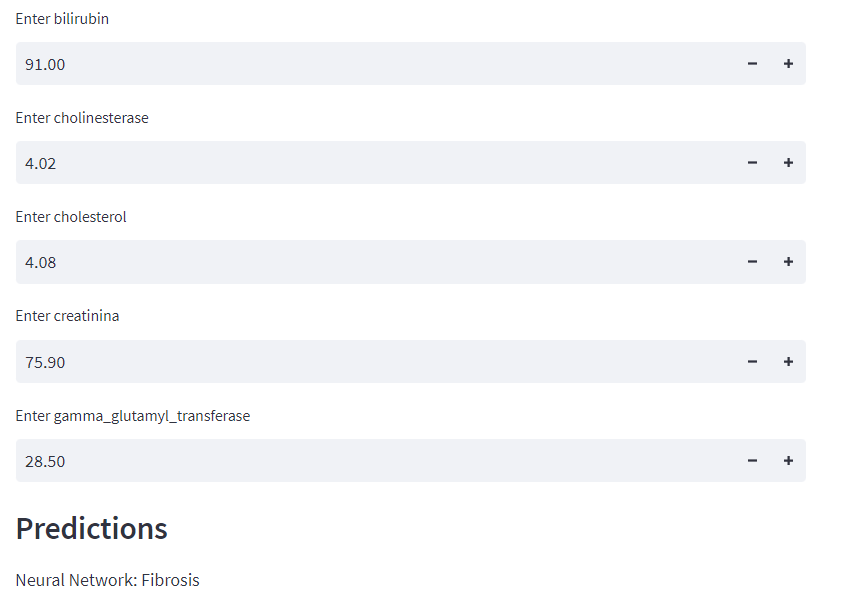 Enter bilirubin
91.00
Enter cholinesterase
4.02
Enter cholesterol
4.08
Enter creatinina
75.90
Enter gamma_glutamyl_transferase
28.50
Predictions
Neural Network: Fibrosis